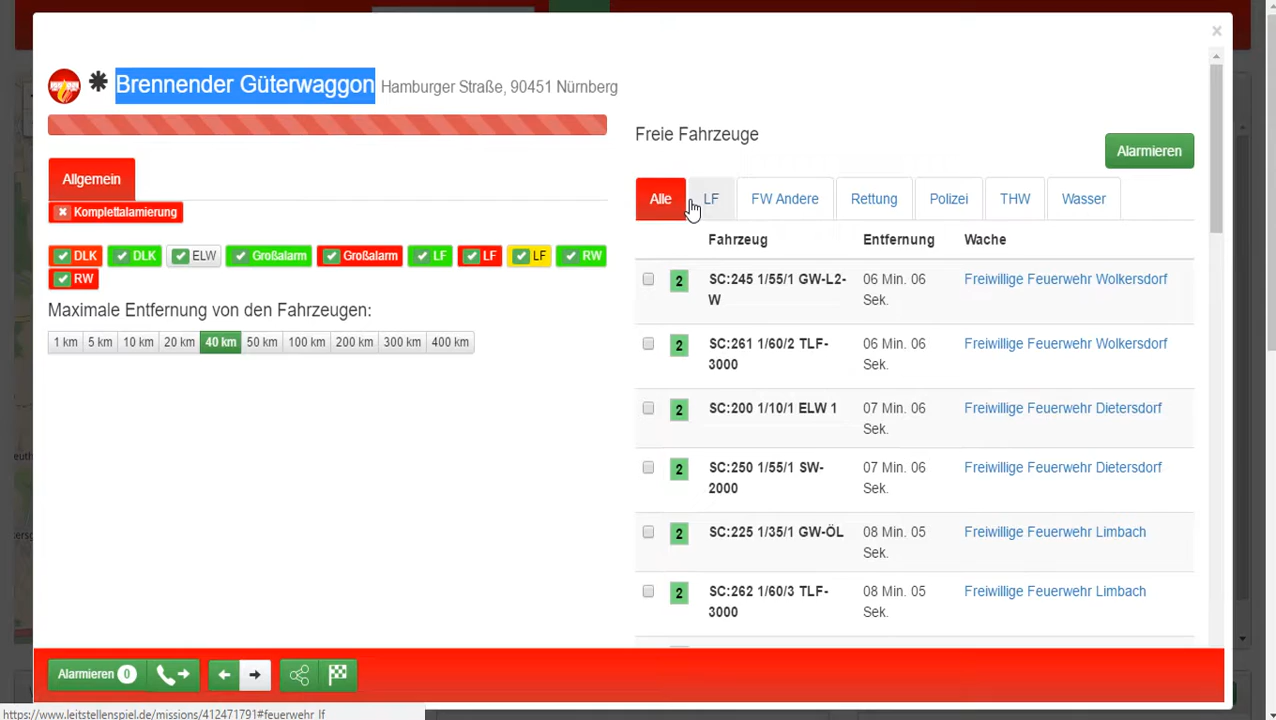 ×
Brennender Güterwaggon Hamburger Straße, 90451 Nürnberg
Freie Fahrzeuge
Alarmieren
Allgemein
Komplettalamierung
DLK DLK ELW Großalarm Großalarm LF LF LF RW
RW
Maximale Entfernung von den Fahrzeugen:
1 km 5 km 10 km 20 km 40 km 50 km 100 km 200 km 300 km 400 km
Alle LF FW Andere Rettung Polizei THW Wasser
Fahrzeug Entfernung Wache
2 SC:245 1/55/1 GW-L2- 06 Min. 06 Freiwillige Feuerwehr Wolkersdorf
W Sek.
2 SC:261 1/60/2 TLF- 06 Min. 06 Freiwillige Feuerwehr Wolkersdorf
3000 Sek.
2 SC:200 1/10/1 ELW 1 07 Min. 06 Freiwillige Feuerwehr Dietersdorf
Sek.
2 SC:250 1/55/1 SW- 07 Min. 06 Freiwillige Feuerwehr Dietersdorf
2000 Sek.
2 SC:225 1/35/1 GW-ÖL 08 Min. 05 Freiwillige Feuerwehr Limbach
Sek.
2 SC:262 1/60/3 TLF- 08 Min. 05 Freiwillige Feuerwehr Limbach
3000 Sek.
Alarmieren 0
https://www.leitstellenspiel.de/missions/412471791#feuerwehr_lf